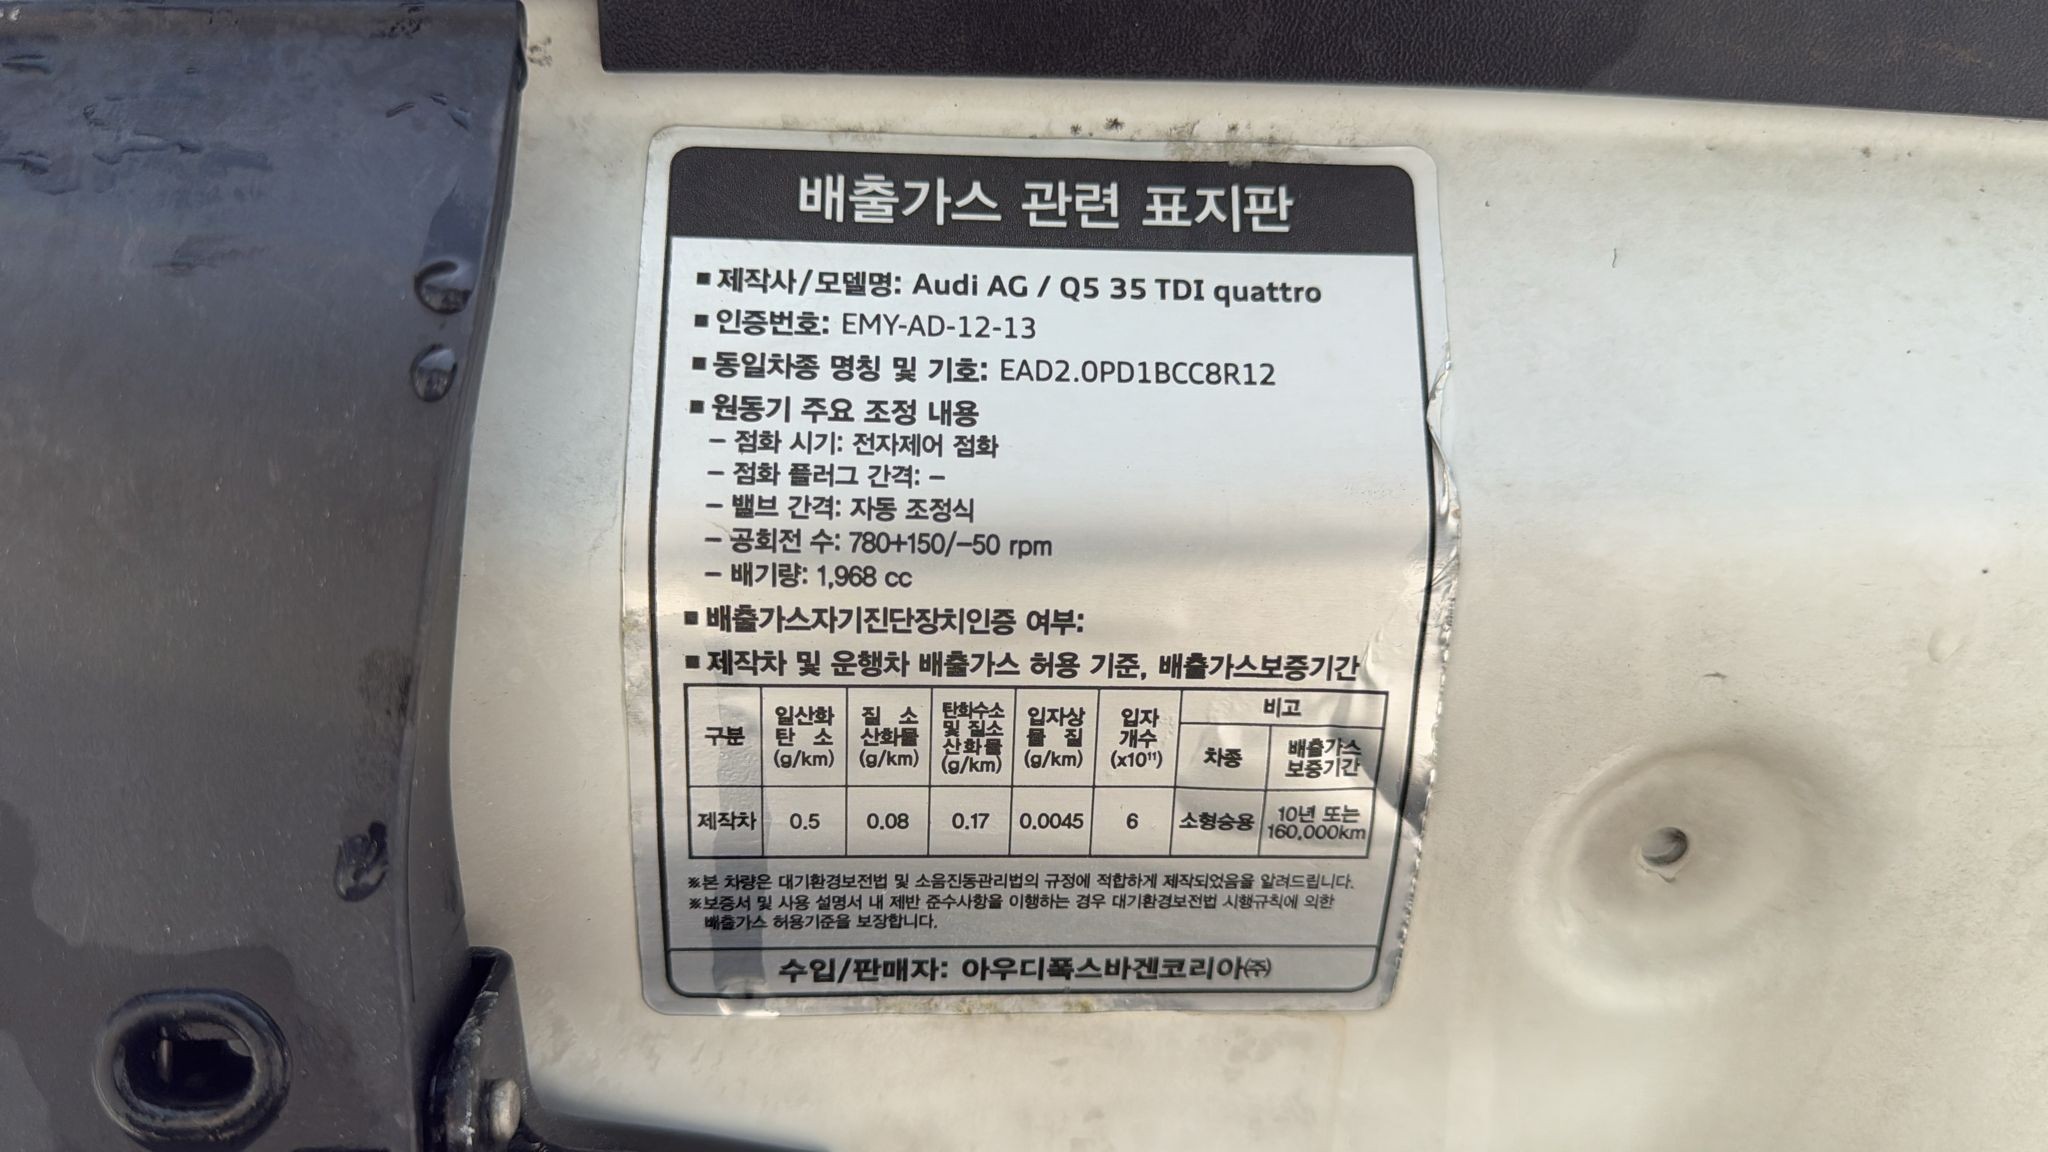 배출가스 관련 표지판
■ 제작사/모델명: Audi AG / Q5 35 TDI quattro
■ 인증번호: EMY-AD-12-13
■ 동일차종 명칭 및 기호: EAD2.0PD1BCC8R12
■ 원동기 주요 조정 내용
– 점화 시기: 전자제어 점화
– 점화 플러그 간격: –
– 밸브 간격: 자동 조정식
– 공회전 수: 780+150/–50 rpm
– 배기량: 1,968 cc
■ 배출가스자기진단장치인증 여부:
■ 제작차 및 운행차 배출가스 허용 기준, 배출가스보증기간
구분
일산화
탄 소
(g/km)
질 소
산화물
(g/km)
탄화수소
및 질소
산화물
(g/km)
입자상
물 질
(g/km)
입자
개수
(x10¹¹)
비고
차종
배출가스
보증기간
제작차 0.5 0.08 0.17 0.0045 6 소형승용
10년 또는
160,000km
※본 차량은 대기환경보전법 및 소음진동관리법의 규정에 적합하게 제작되었음을 알려드립니다.
※보증서 및 사용 설명서 내 제반 준수사항을 이행하는 경우 대기환경보전법 시행규칙에 의한
배출가스 허용기준을 보장합니다.
수입/판매자: 아우디폭스바겐코리아㈜